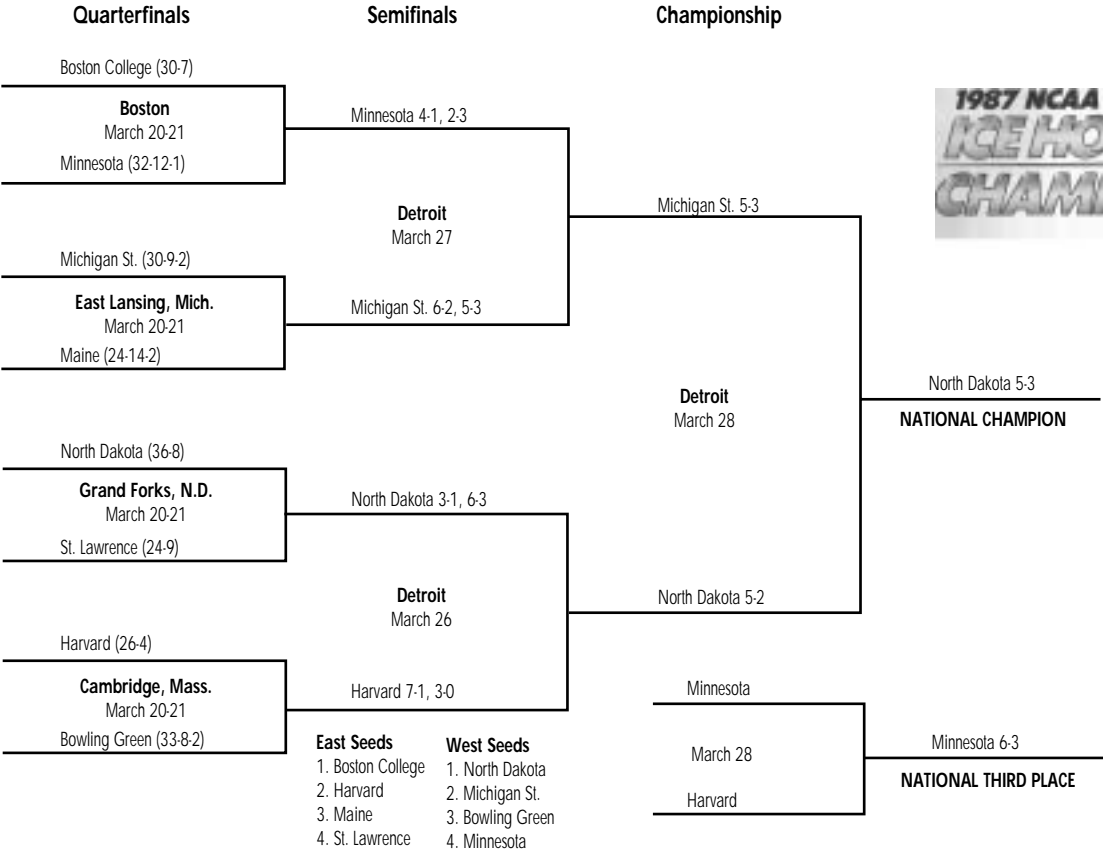 Quarterfinals
Semifinals
Championship
Boston College (30-7)
Boston
March 20-21
Minnesota (32-12-1)
Minnesota 4-1, 2-3
Michigan St. (30-9-2)
East Lansing, Mich.
March 20-21
Maine (24-14-2)
Michigan St. 6-2, 5-3
Detroit
March 27
Michigan St. 5-3
North Dakota (36-8)
Grand Forks, N.D.
March 20-21
St. Lawrence (24-9)
North Dakota 3-1, 6-3
Harvard (26-4)
Cambridge, Mass.
March 20-21
Bowling Green (33-8-2)
Harvard 7-1, 3-0
Detroit
March 26
North Dakota 5-2
Detroit
March 28
North Dakota 5-3
NATIONAL CHAMPION
Minnesota
March 28
Harvard
Minnesota 6-3
NATIONAL THIRD PLACE
East Seeds
1. Boston College
2. Harvard
3. Maine
4. St. Lawrence
West Seeds
1. North Dakota
2. Michigan St.
3. Bowling Green
4. Minnesota
1987 NCAA
ICE HO
CHAM